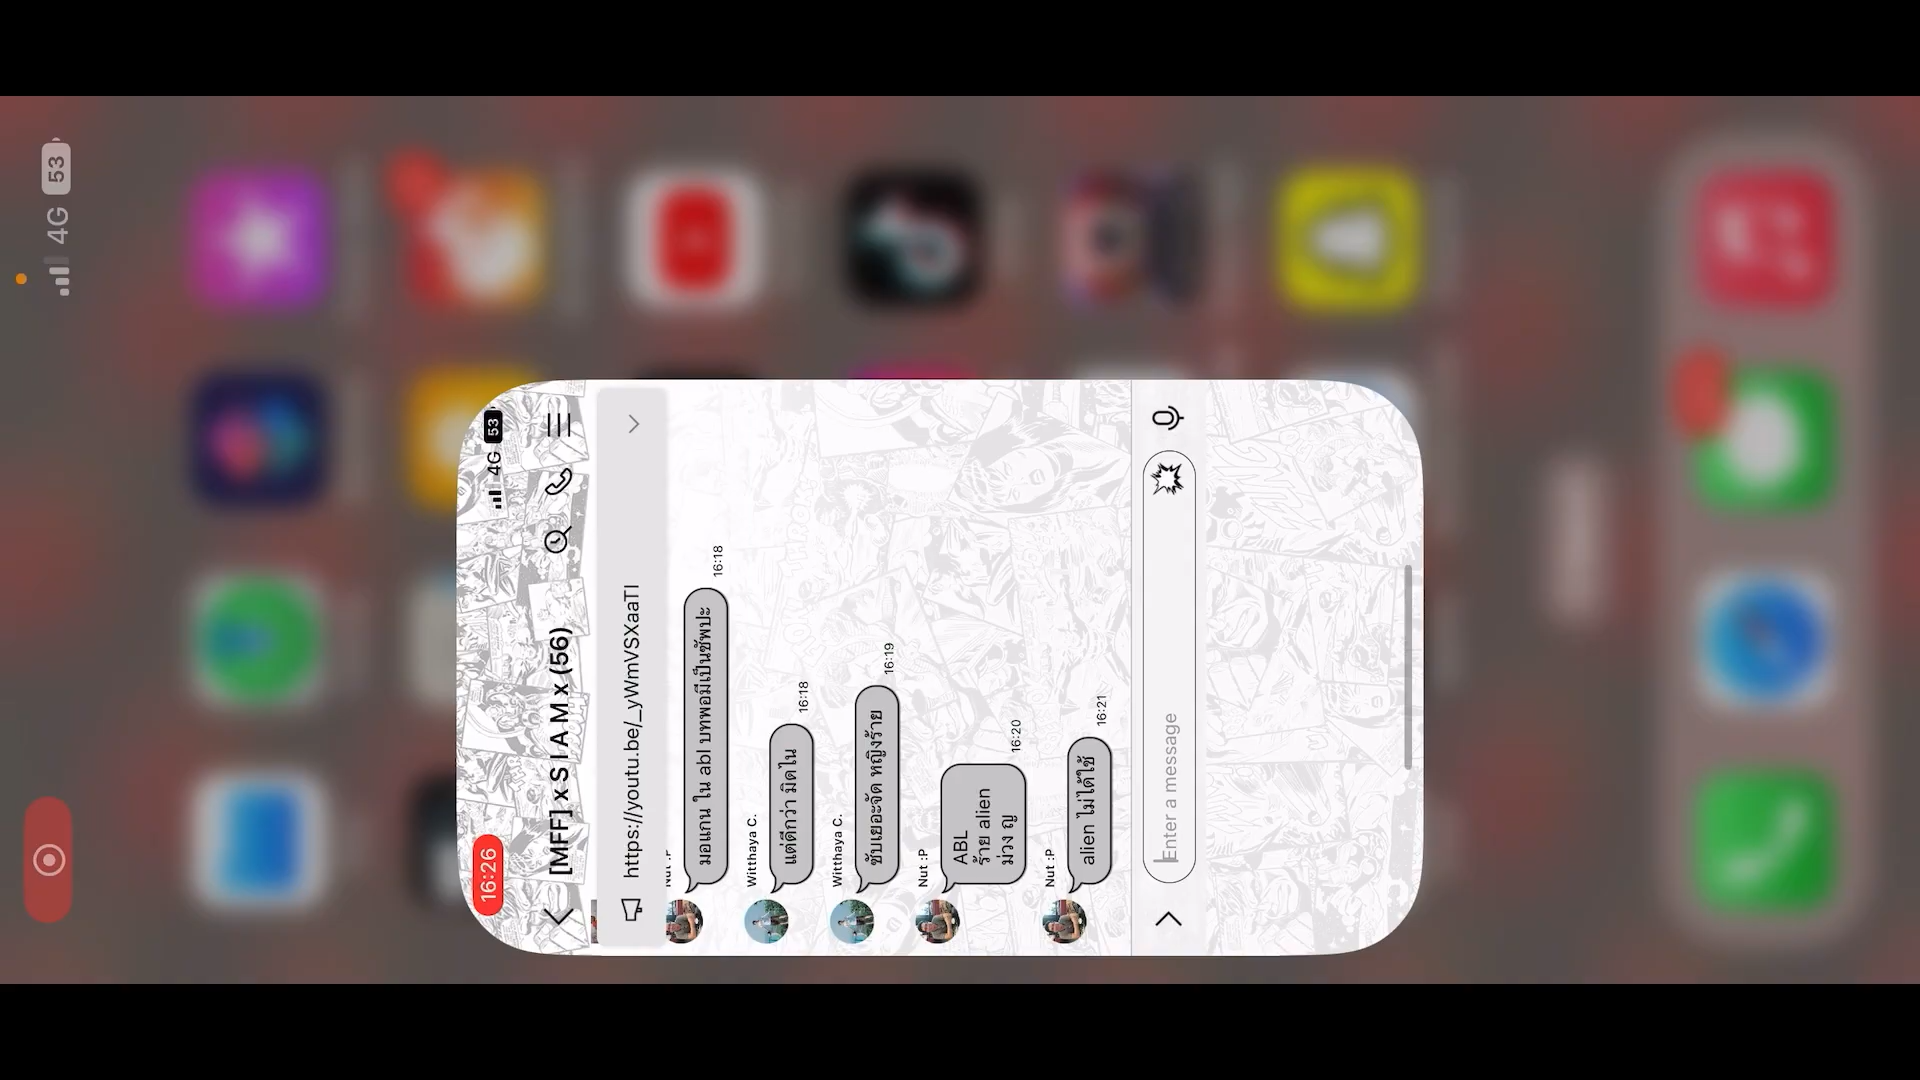 4G 53
16:26
4G 53
[MFF] x S I A M x (56)
https://youtu.be/_yWmVSXaaTI
Nut :P
มอแกน ใน abl บทพอมีเป็นซัพปะ
16:18
Witthaya C.
แต่ดีกว่า มิดไน
16:18
Witthaya C.
ซับเยอะจัด หญิงร้าย
16:19
Nut :P
ABL
ร้าย alien
ม่วง ญ
16:20
Nut :P
alien ไม่ได้ใช้
16:21
Enter a message